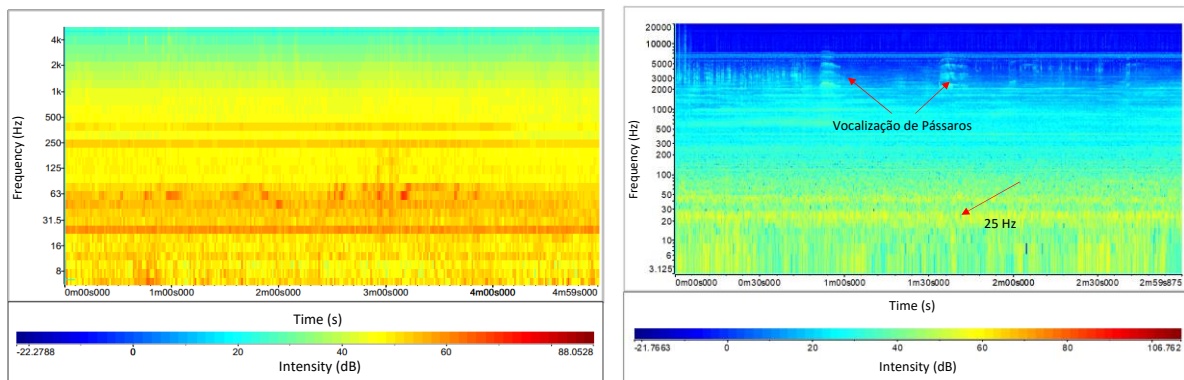 Frequency (Hz)
4k
2k
1k
500
250
125
63
31.5
16
8
0m00s000 1m00s000 2m00s000 3m00s000 4m00s000 4m59s000
Time (s)
-22.2788 0 20 40 60 88.0528
Intensity (dB)
Frequency (Hz)
20000
10000
5000
3000
2000
1000
500
300
200
100
50
30
20
10
6
3.125
Vocalização de Pássaros
25 Hz
0m00s000 0m30s000 1m00s000 1m30s000 2m00s000 2m30s000 2m59s875
Time (s)
-21.7663 0 20 40 60 80 106.762
Intensity (dB)